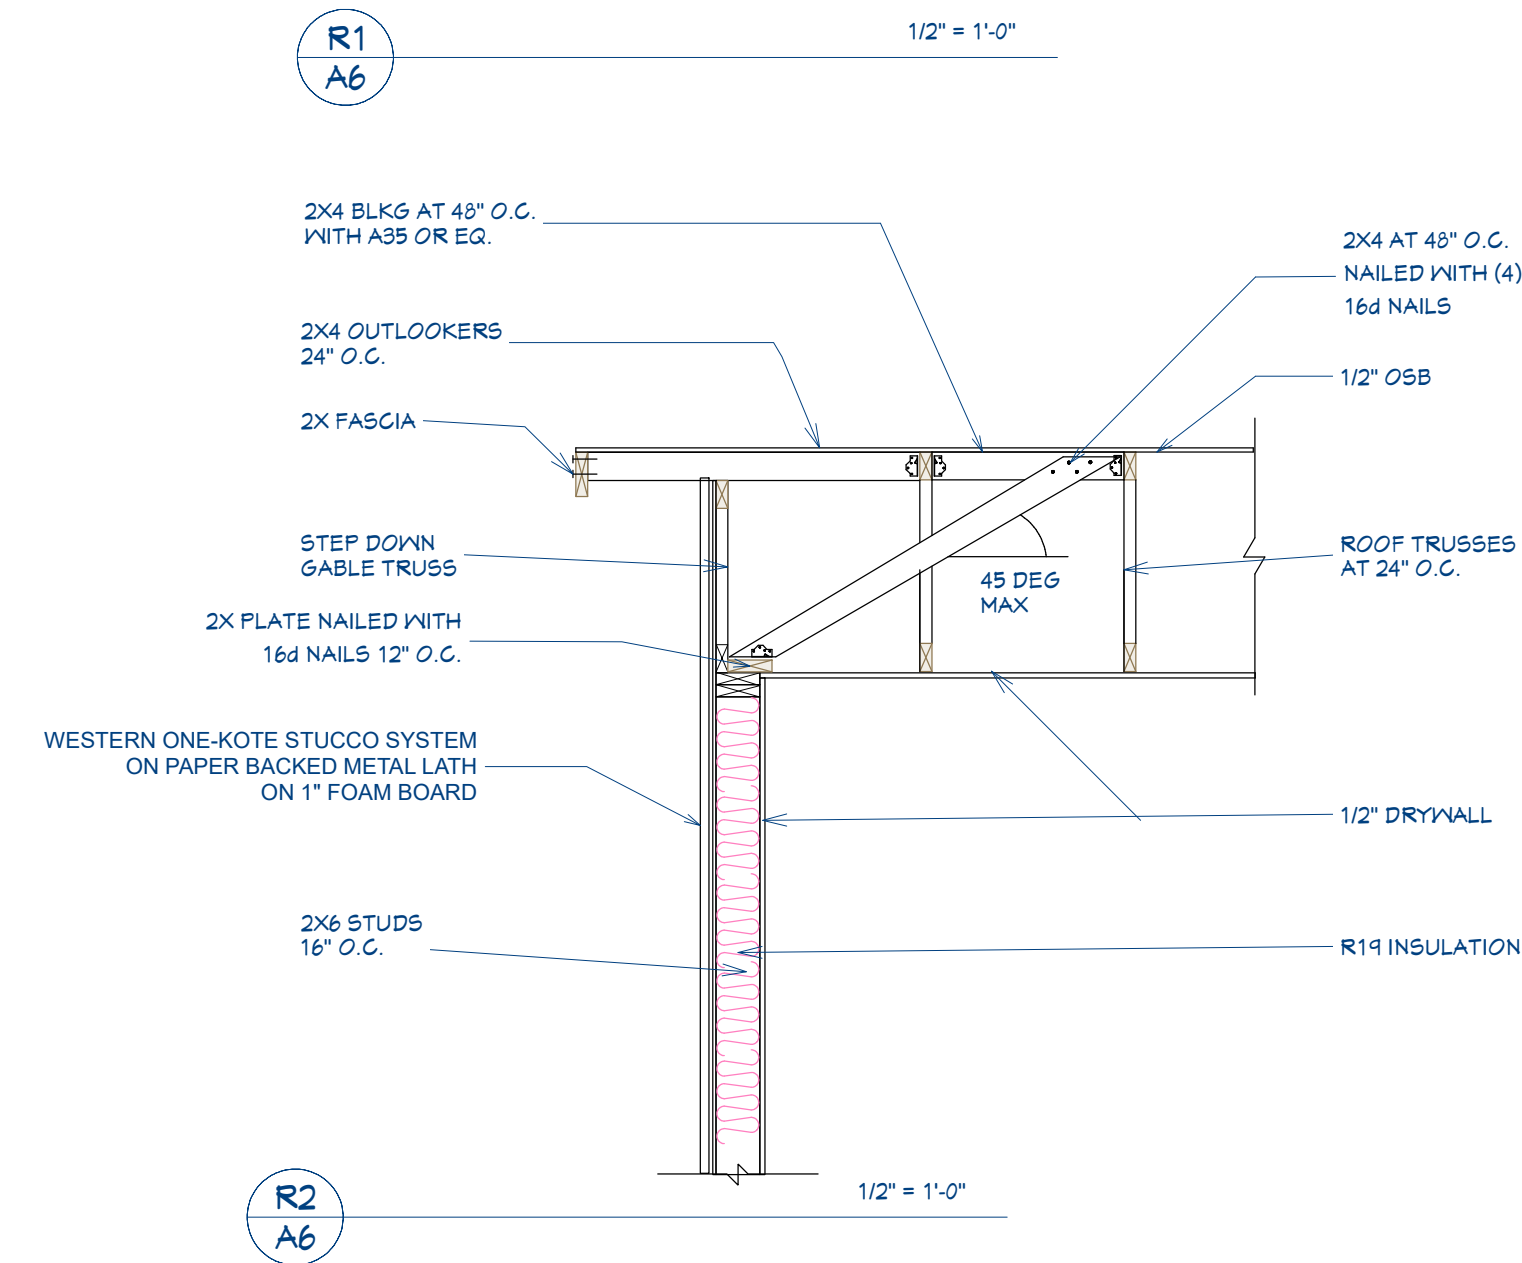 R1
A6
1/2" = 1'-0"
2X4 BLKG AT 48" O.C.
WITH A35 OR EQ.
2X4 AT 48" O.C.
NAILED WITH (4)
16d NAILS
2X4 OUTLOOKERS
24" O.C.
1/2" OSB
2X FASCIA
STEP DOWN
GABLE TRUSS
ROOF TRUSSES
AT 24" O.C.
45 DEG
MAX
2X PLATE NAILED WITH
16d NAILS 12" O.C.
WESTERN ONE-KOTE STUCCO SYSTEM
ON PAPER BACKED METAL LATH
ON 1" FOAM BOARD
1/2" DRYWALL
2X6 STUDS
16" O.C.
R19 INSULATION
R2
A6
1/2" = 1'-0"